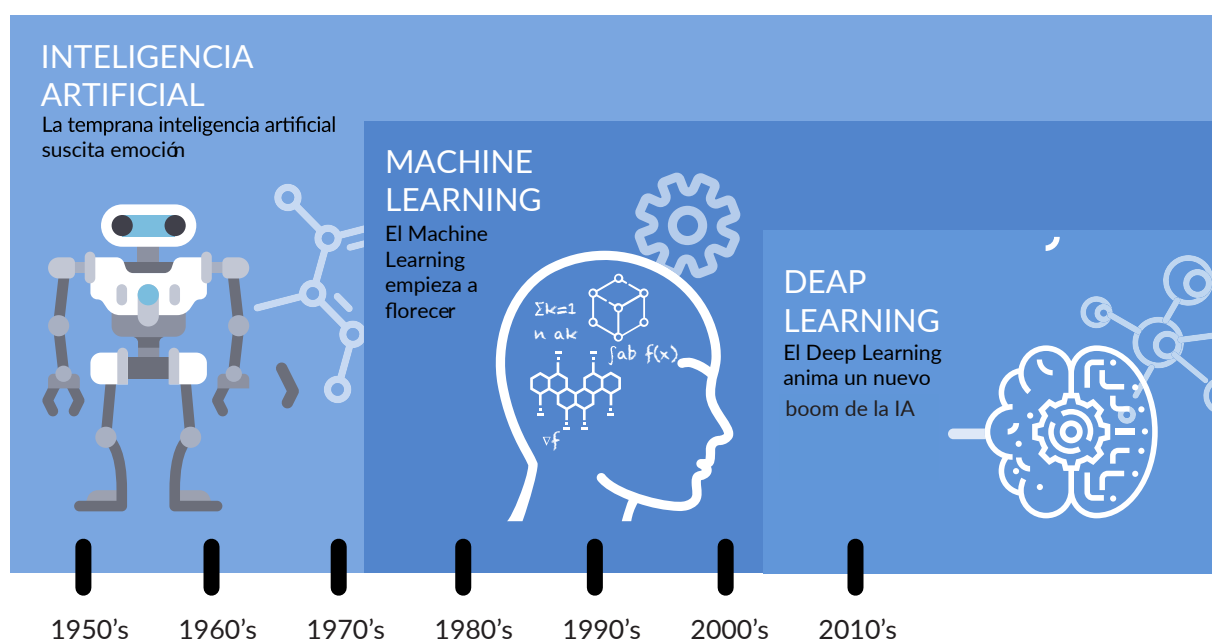 INTELIGENCIA
ARTIFICIAL
La temprana inteligencia artificial
suscita emoción
MACHINE
LEARNING
El Machine
Learning
empieza a
florecer
Σk=1
n ak
∫ab f(x)
∇f
DEAP
LEARNING
El Deep Learning
anima un nuevo
boom de la IA
1950's 1960's 1970's 1980's 1990's 2000's 2010's